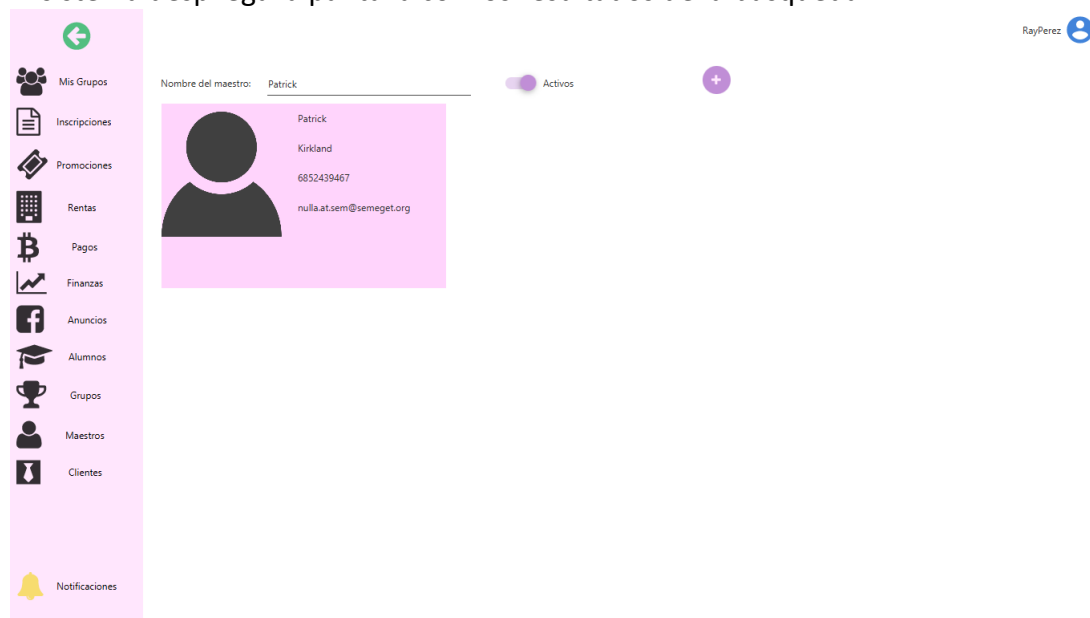 RayPerez
Mis Grupos
Nombre del maestro: Patrick
Activos
Inscripciones
Patrick
Kirkland
6852439467
nulla.at.sem@semeget.org
Promociones
Rentas
Pagos
Finanzas
Anuncios
Alumnos
Grupos
Maestros
Clientes
Notificaciones